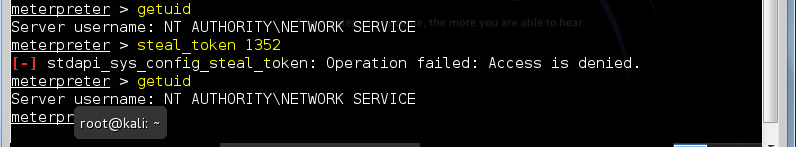 meterpreter > getuid
e, the more you are able to hear.
Server username: NT AUTHORITY\NETWORK SERVICE
meterpreter > steal_token 1352
[-] stdapi_sys_config_steal_token: Operation failed: Access is denied.
meterpreter > getuid
Server username: NT AUTHORITY\NETWORK SERVICE
meterpr
root@kali: ~